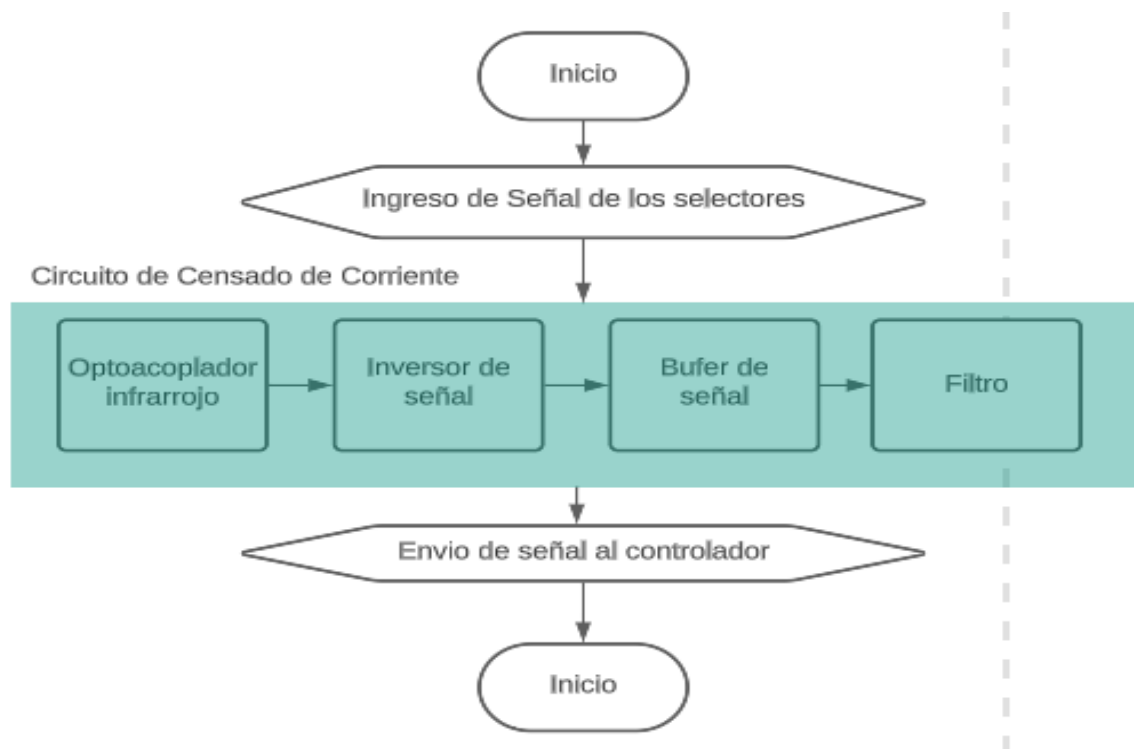 Inicio
Ingreso de Señal de los selectores
Circuito de Censado de Corriente
Optoacoplador
infrarrojo
Inversor de
señal
Bufer de
señal
Filtro
Envio de señal al controlador
Inicio